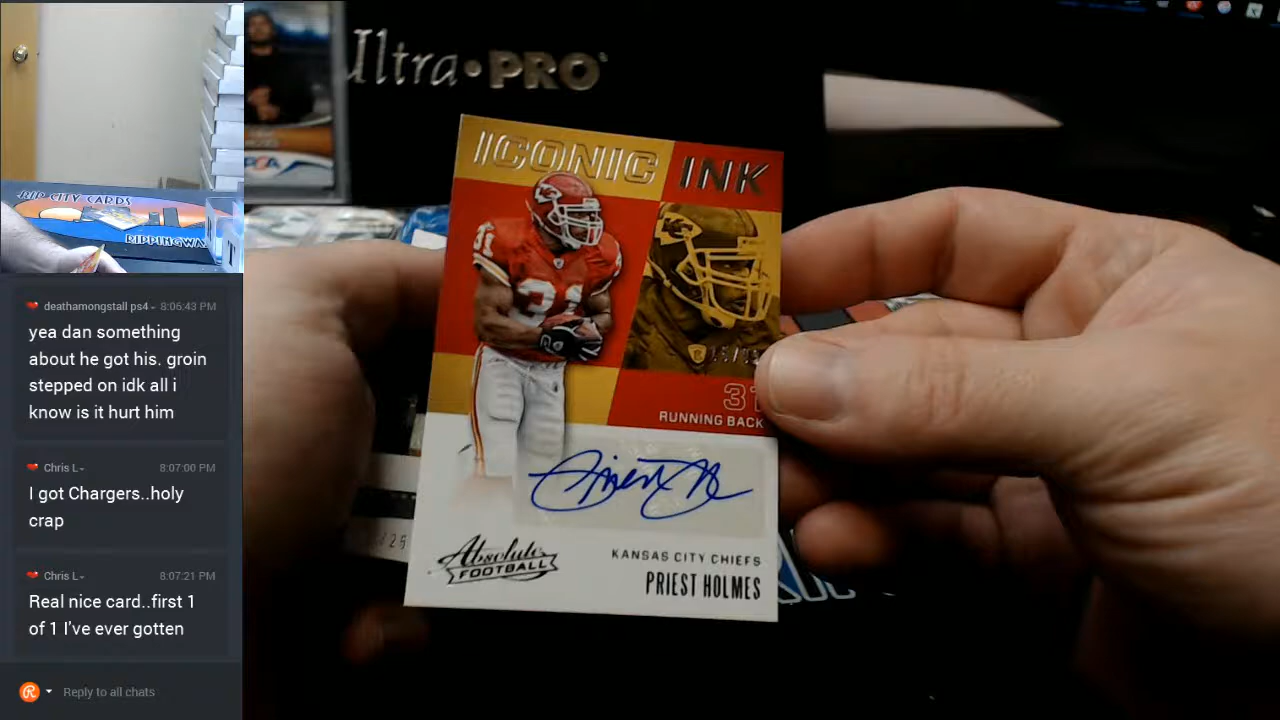 Ultra•PRO
RIP CITY CARDS
deathamongstall ps4 8:06:43 PM
yea dan something
about he got his. groin
stepped on idk all i
know is it hurt him
Chris L 8:07:00 PM
I got Chargers..holy
crap
Chris L 8:07:21 PM
Real nice card..first 1
of 1 I've ever gotten
Reply to all chats
ICONIC INK
31
31
RUNNING BACK
Absolute
FOOTBALL
KANSAS CITY CHIEFS
PRIEST HOLMES